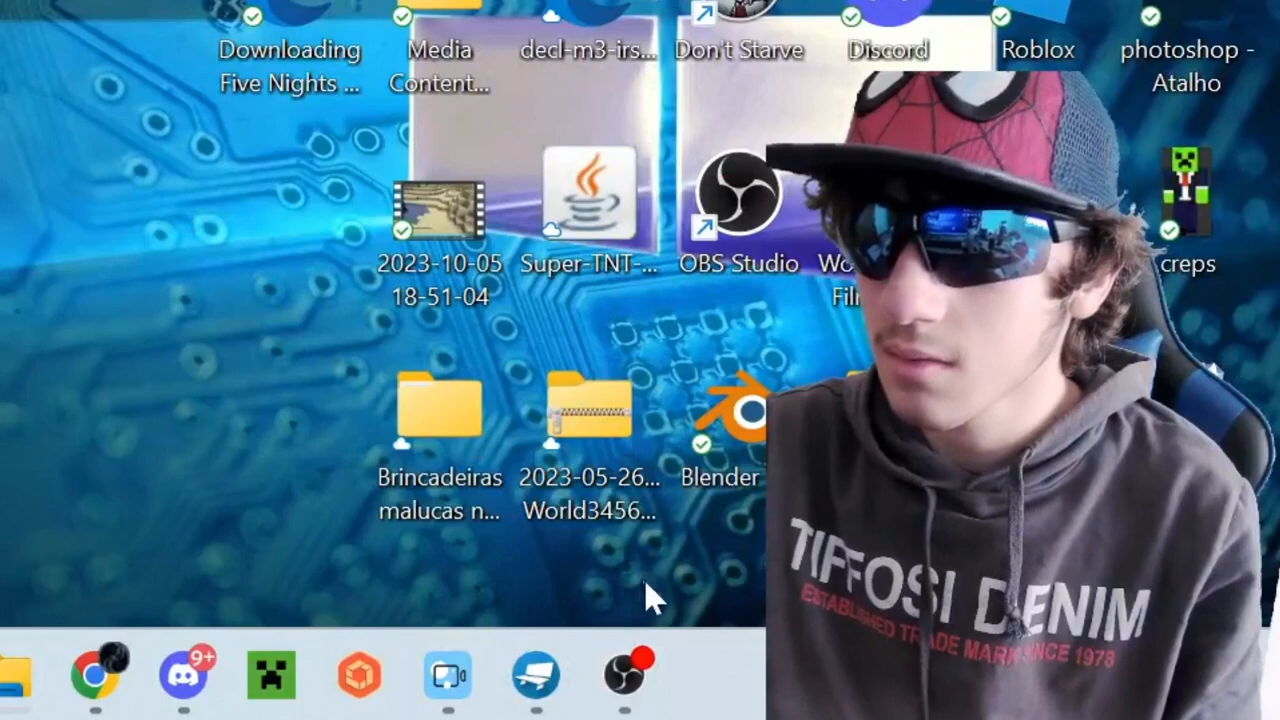 Downloading
Five Nights ...
Media
Content...
decl-m3-irs...
Don't Starve
Discord
Roblox
photoshop -
Atalho
2023-10-05
18-51-04
Super-TNT-...
OBS Studio
Wo
Fil
creps
Brincadeiras
malucas n...
2023-05-26...
World3456...
Blender
TIFFOSI DENIM
ESTABLISHED TRADE MARK SINCE 1978
9+